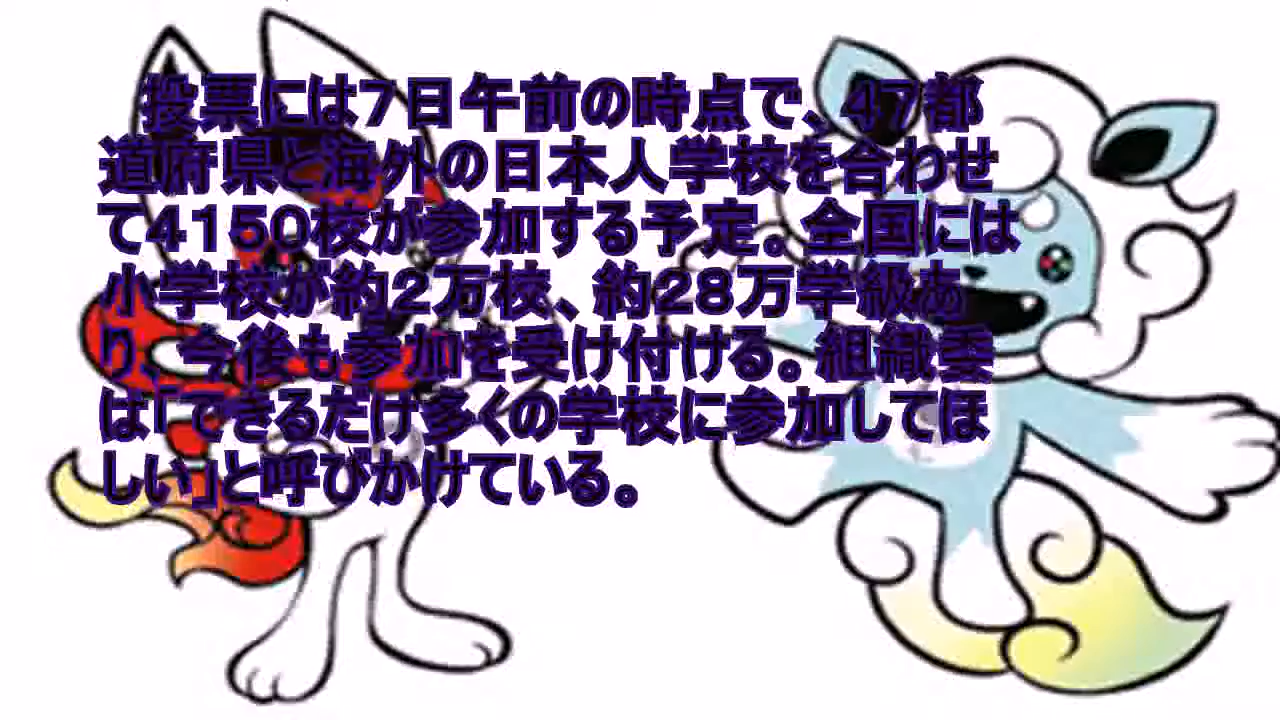 投票には7日午前の時点で、47都
道府県と海外の日本人学校を合わせ
て4150校が参加する予定。全国には
小学校が約2万校、約28万学級あ
り、今後も参加を受け付ける。組織委
は「できるだけ多くの学校に参加してほ
しい」と呼びかけている。